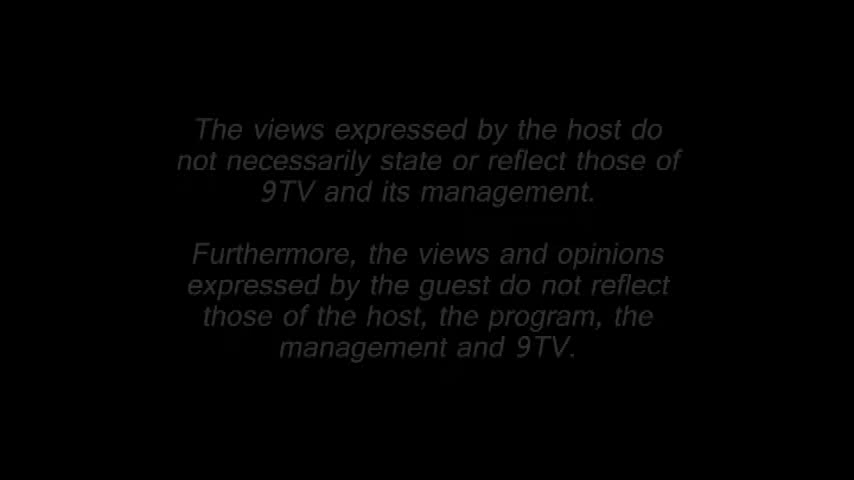 The views expressed by the host do
not necessarily state or reflect those of
9TV and its management.
Furthermore, the views and opinions
expressed by the guest do not reflect
those of the host, the program, the
management and 9TV.